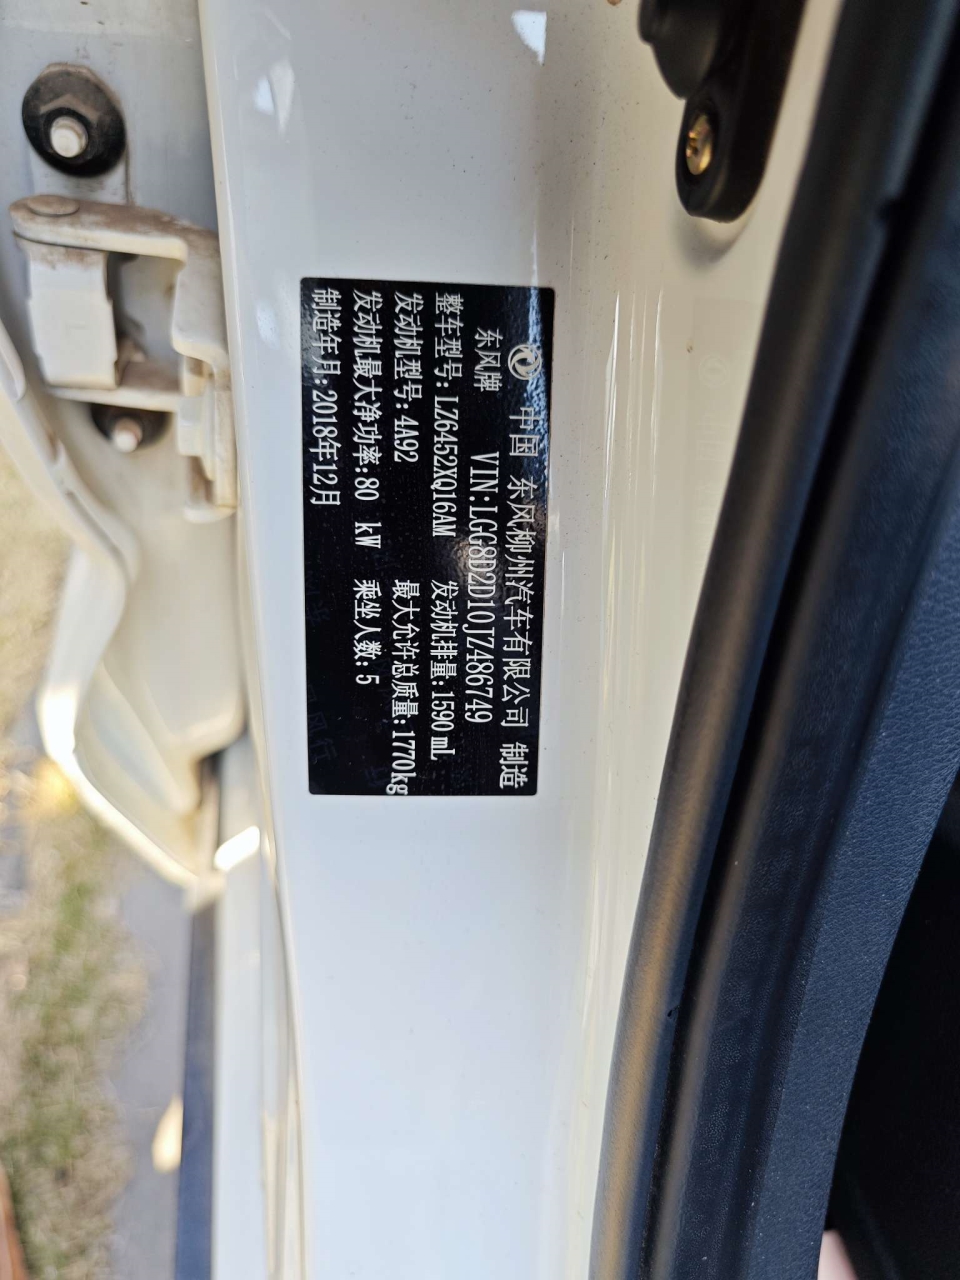 中国 东风柳州汽车有限公司 制造
东风牌 VIN:LGG8D2D10JZ486749
整车型号:LZ6452XQ16AM 发动机排量:1590mL
发动机型号:4A92 最大允许总质量:1770kg
发动机最大净功率:80 kW 乘坐人数:5
制造年月:2018年12月